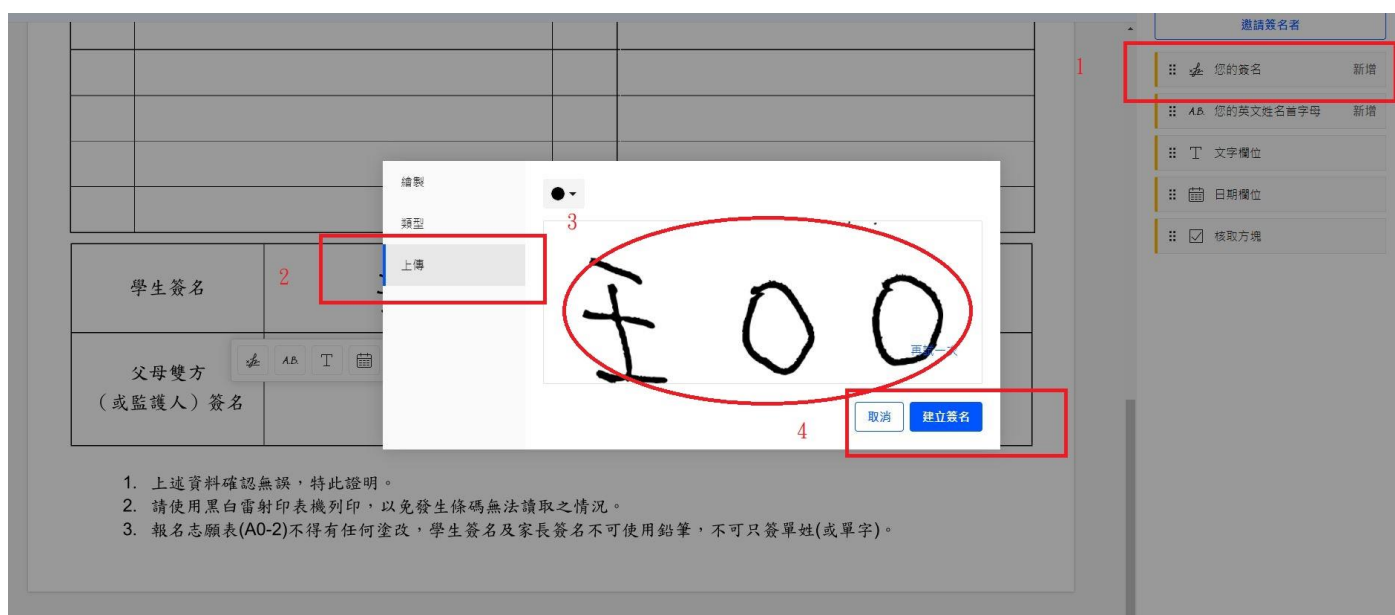 邀請簽名者
1
您的簽名 新增
AB 您的英文姓名首字母 新增
文字欄位
日期欄位
核取方塊
繪製
類型
上傳
2
3
王〇〇
再試一次
4
取消 建立簽名
學生簽名
AB T
父母雙方
（或監護人）簽名
1. 上述資料確認無誤，特此證明。
2. 請使用黑白雷射印表機列印，以免發生條碼無法讀取之情況。
3. 報名志願表(A0-2)不得有任何塗改，學生簽名及家長簽名不可使用鉛筆，不可只簽單姓(或單字)。